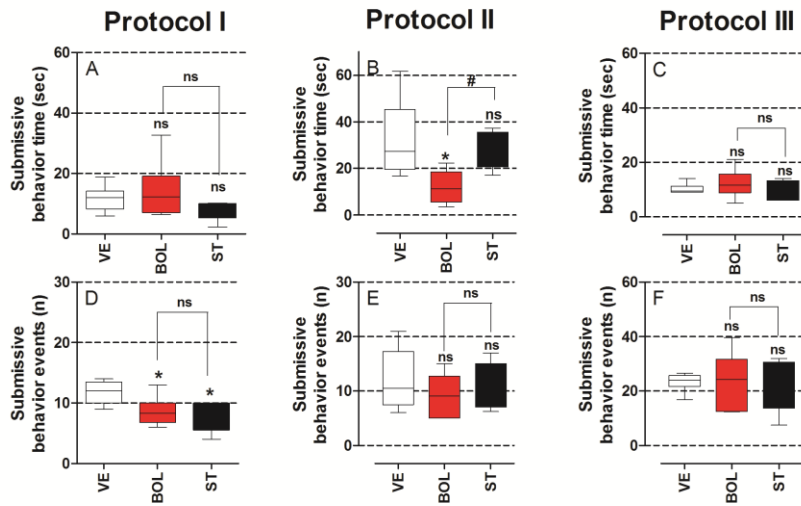 Protocol I Protocol II Protocol III
A
Submissive
behavior time (sec)
60
40
20
0
ns
ns
ns
VE BOL ST
B
Submissive
behavior time (sec)
60
40
20
0
#
*
ns
VE BOL ST
C
Submissive
behavior time (sec)
60
40
20
0
ns
ns
ns
VE BOL ST
D
Submissive
behavior events (n)
30
20
10
0
ns
*
*
VE BOL ST
E
Submissive
behavior events (n)
30
20
10
0
ns
ns
ns
VE BOL ST
F
Submissive
behavior events (n)
60
40
20
0
ns
ns
ns
VE BOL ST